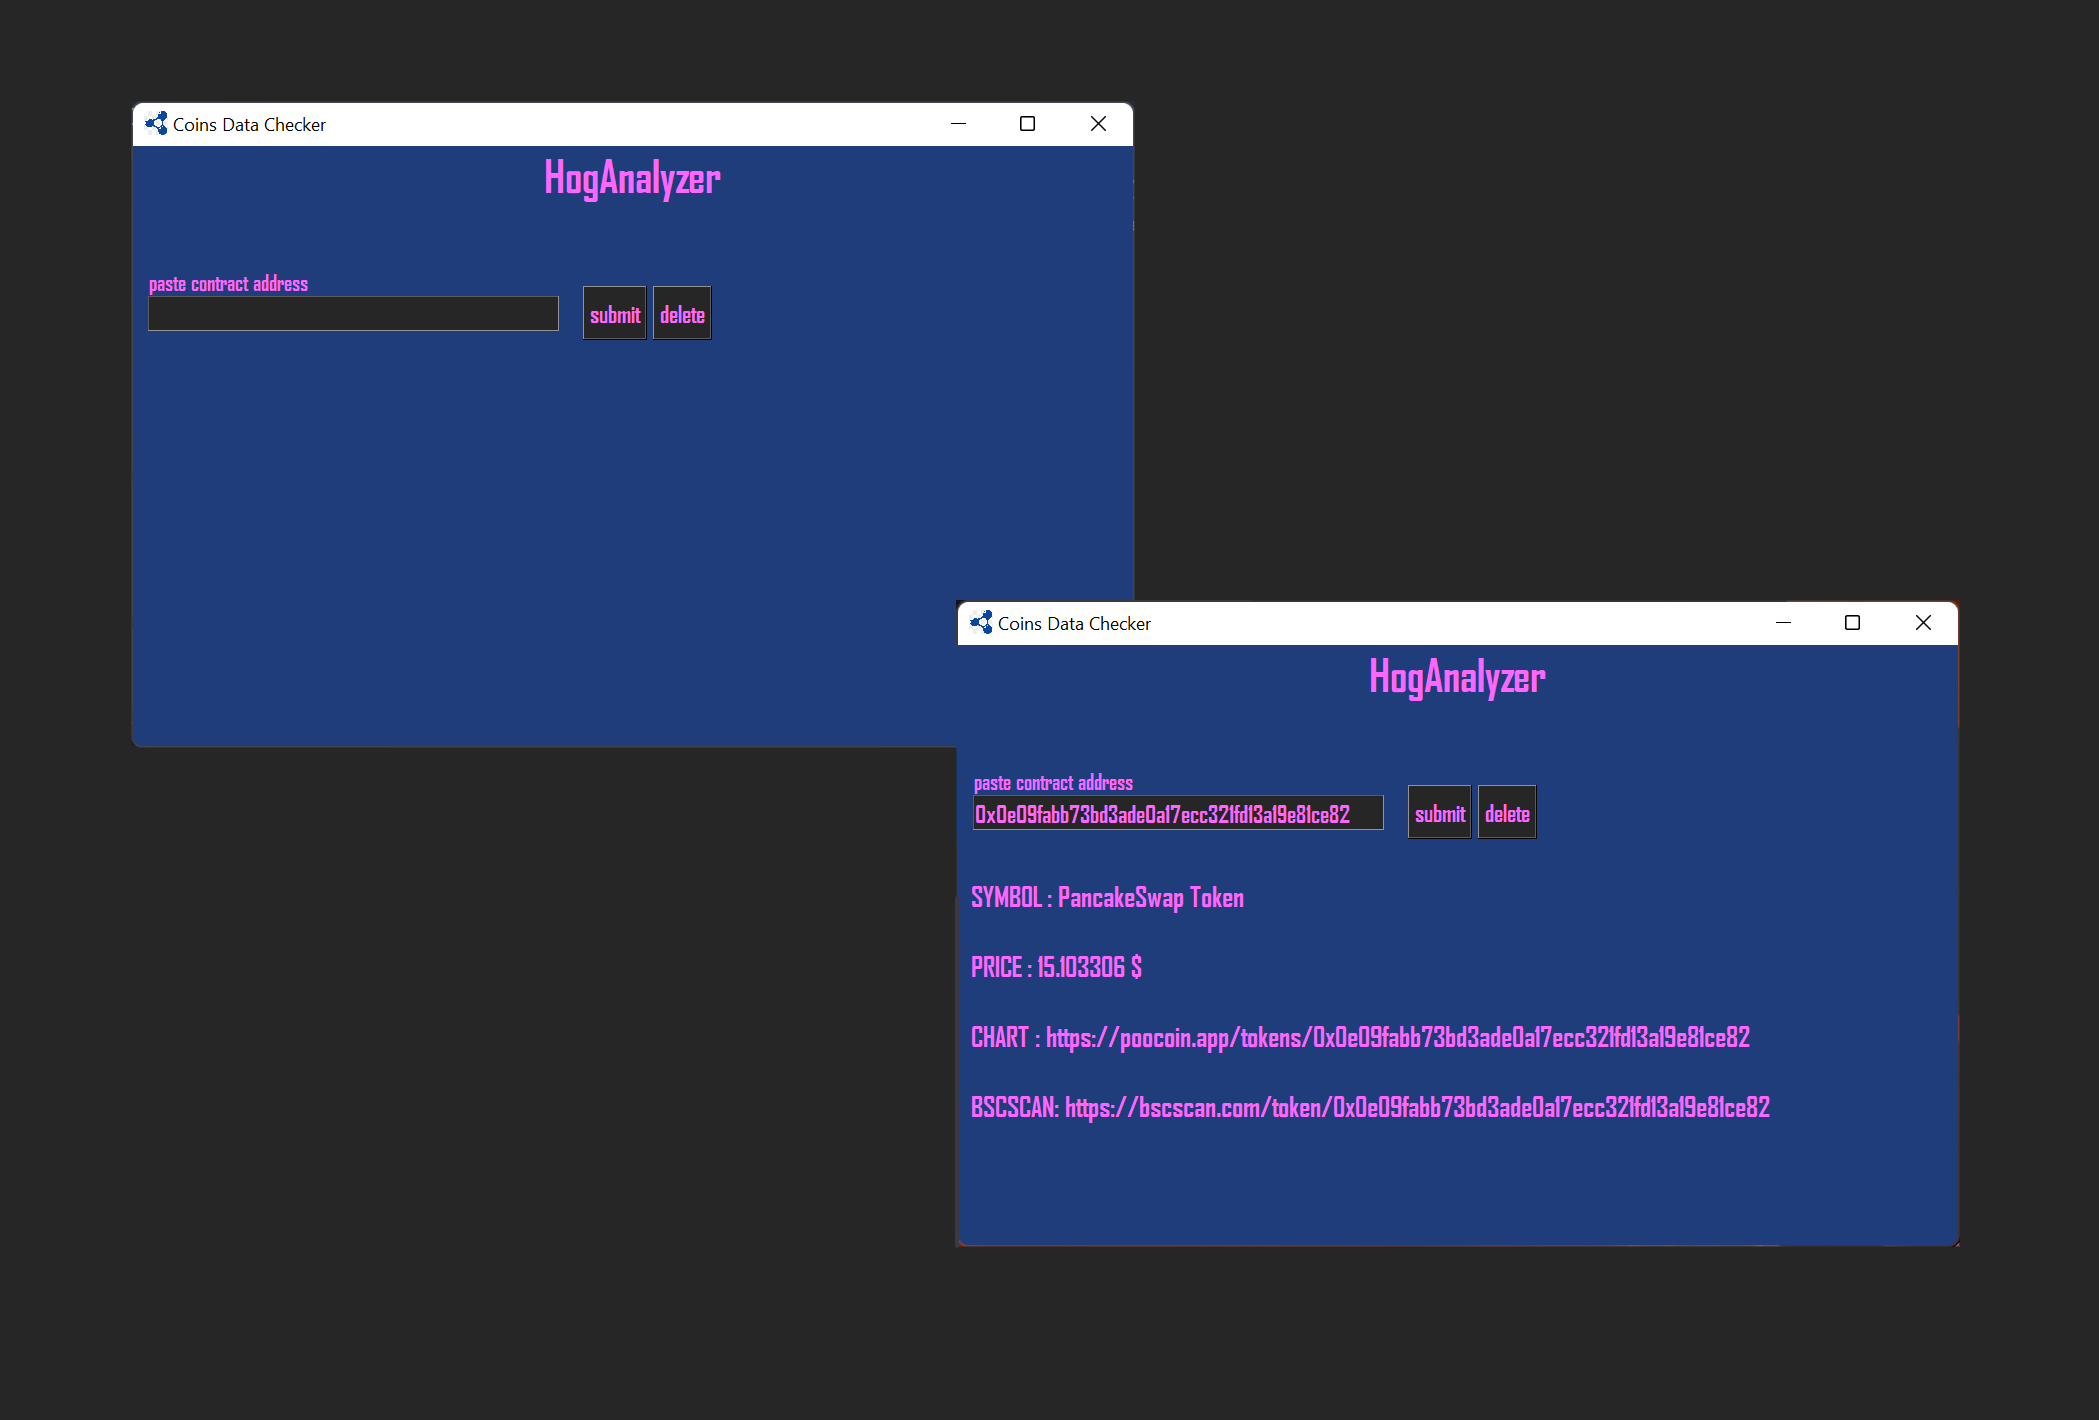 Coins Data Checker
HogAnalyzer
paste contract address
submit delete
Coins Data Checker
HogAnalyzer
paste contract address
0x0e09fabb73bd3ade0a17ecc321fd13a19e81ce82
submit delete
SYMBOL : PancakeSwap Token
PRICE : 15.103306 $
CHART : https://poocoin.app/tokens/0x0e09fabb73bd3ade0a17ecc321fd13a19e81ce82
BSCSCAN: https://bscscan.com/token/0x0e09fabb73bd3ade0a17ecc321fd13a19e81ce82